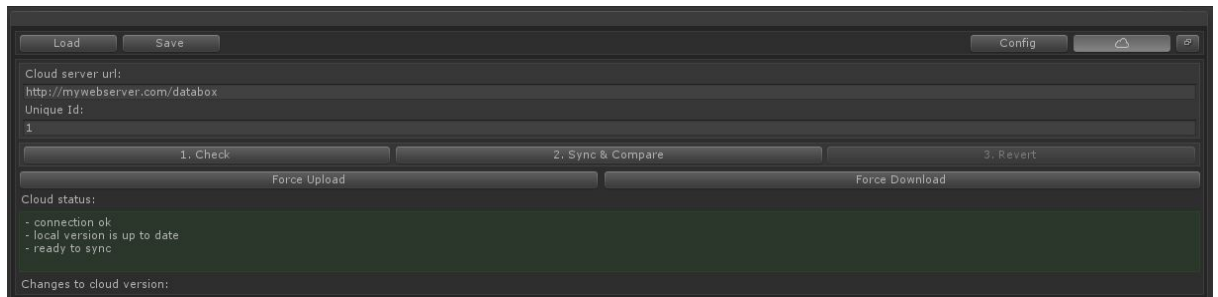 Load Save Config
Cloud server url:
http://mywebserver.com/databox
Unique Id:
1
1. Check 2. Sync & Compare 3. Revert
Force Upload Force Download
Cloud status:
- connection ok
- local version is up to date
- ready to sync
Changes to cloud version: